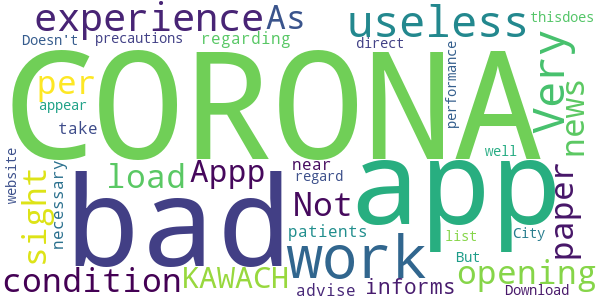 experience
As
useless
thisdoes
Doesn't
precautions
regarding
direct
CORONA
Very
news
performance
per
appear
take
sight
necessary
website
load
Appp
near
regard
well
bad
app
paper
Not
patients
work
list
City
But
condition
KAWACH
advise
informs
opening
Download